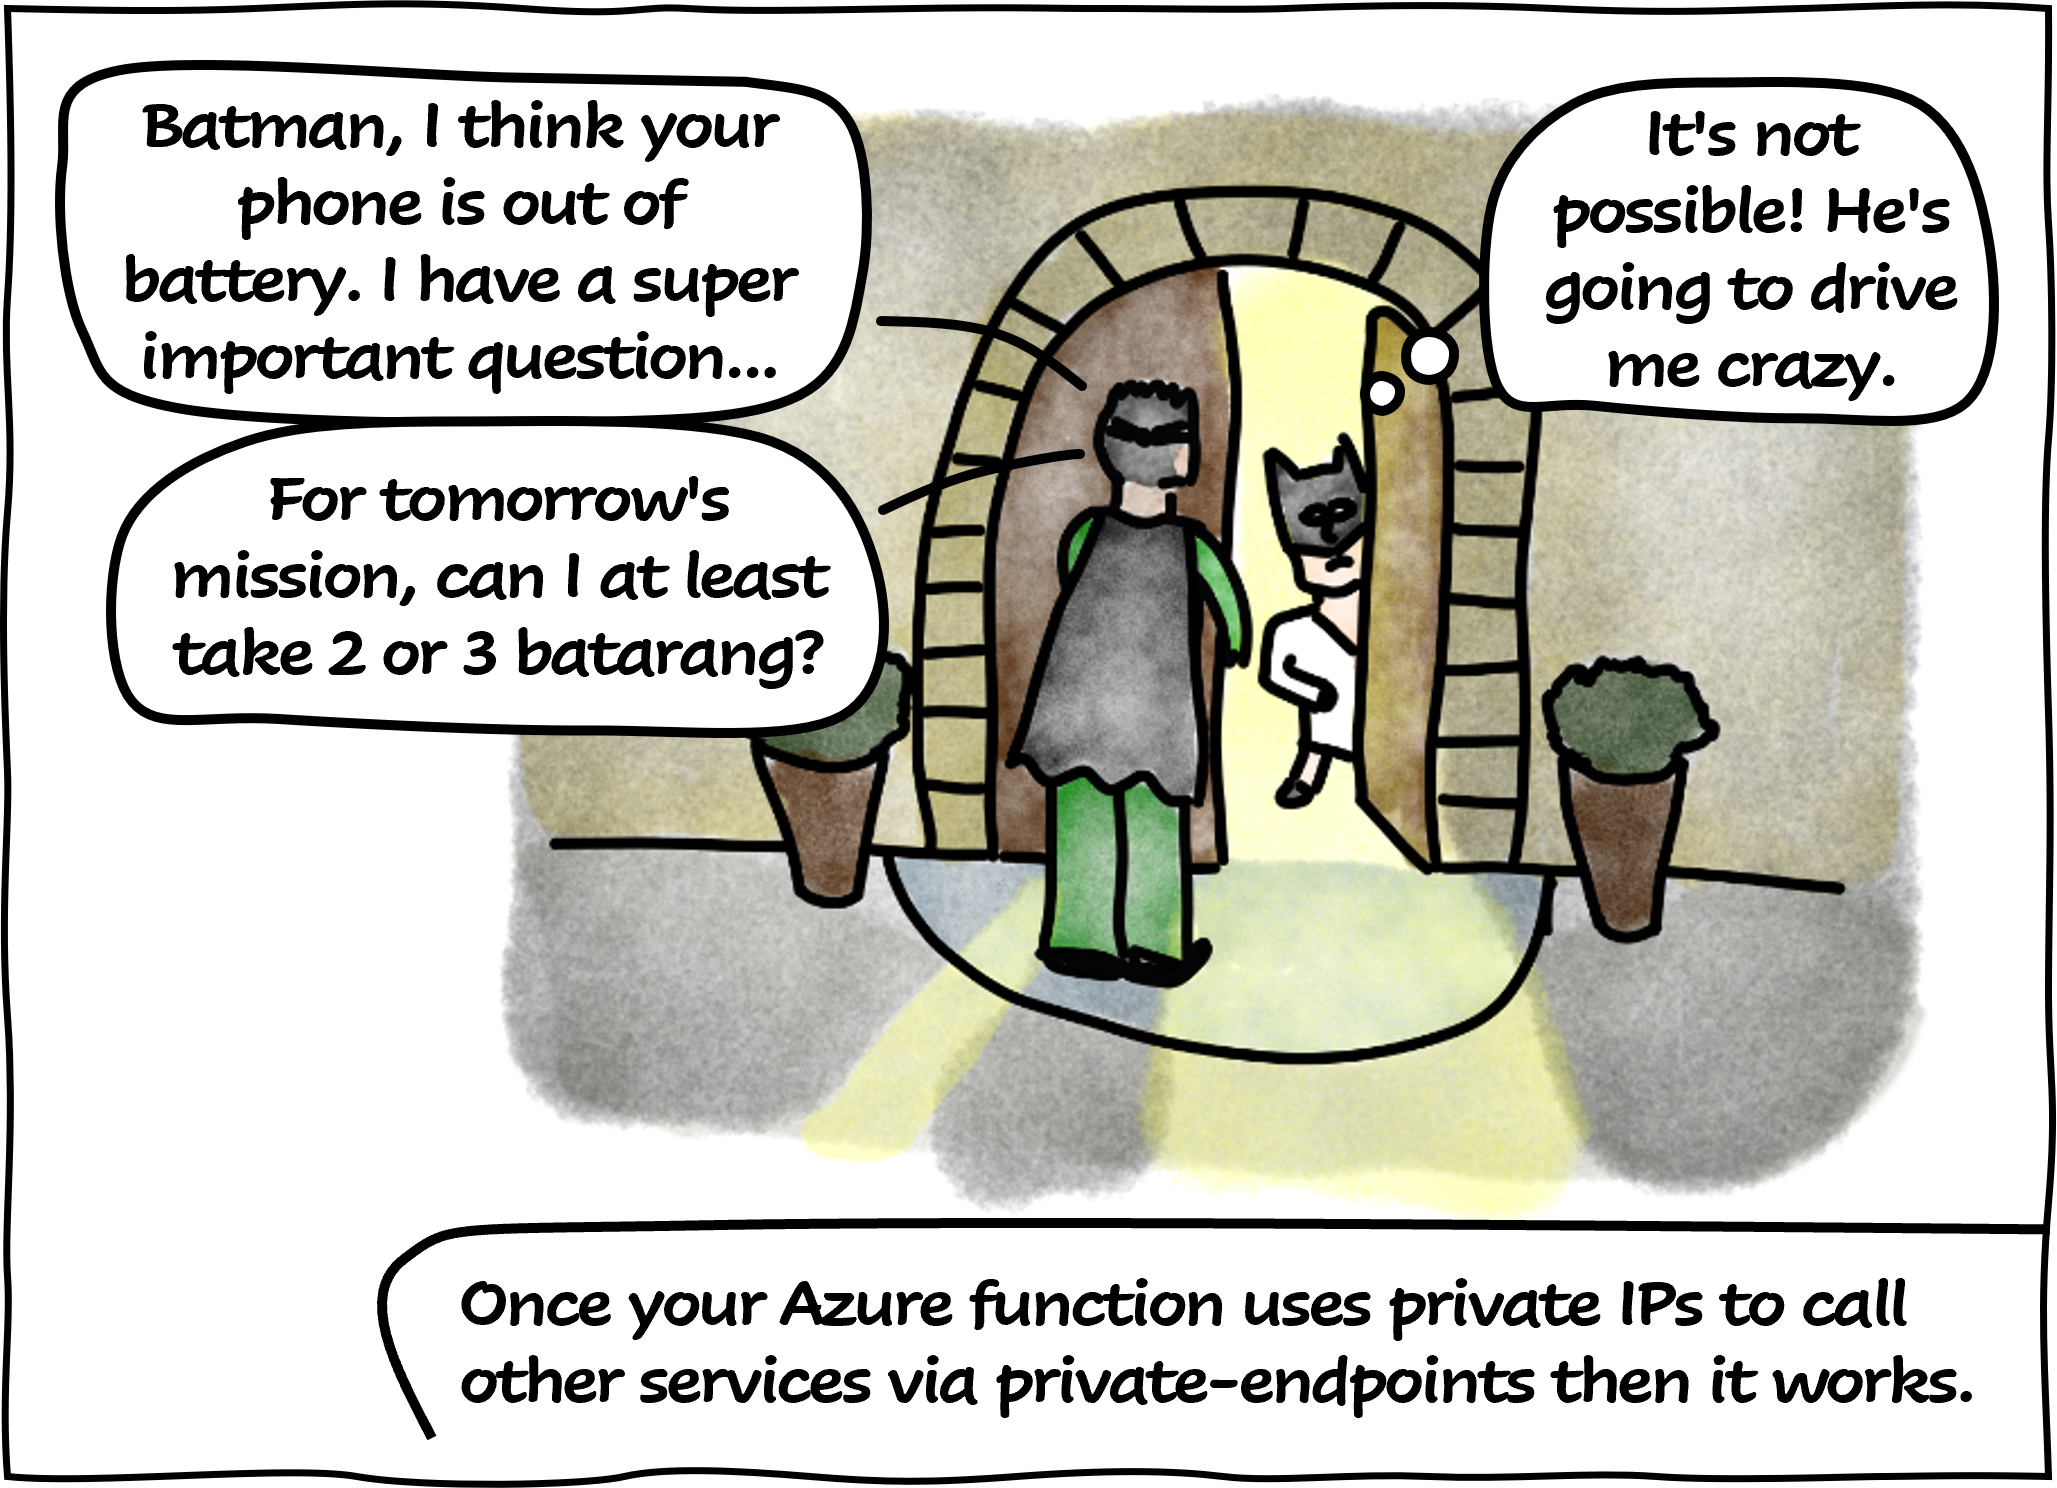 Batman, I think your
phone is out of
battery. I have a super
important question...
For tomorrow's
mission, can I at least
take 2 or 3 batarang?
It's not
possible! He's
going to drive
me crazy.
Once your Azure function uses private IPs to call
other services via private-endpoints then it works.